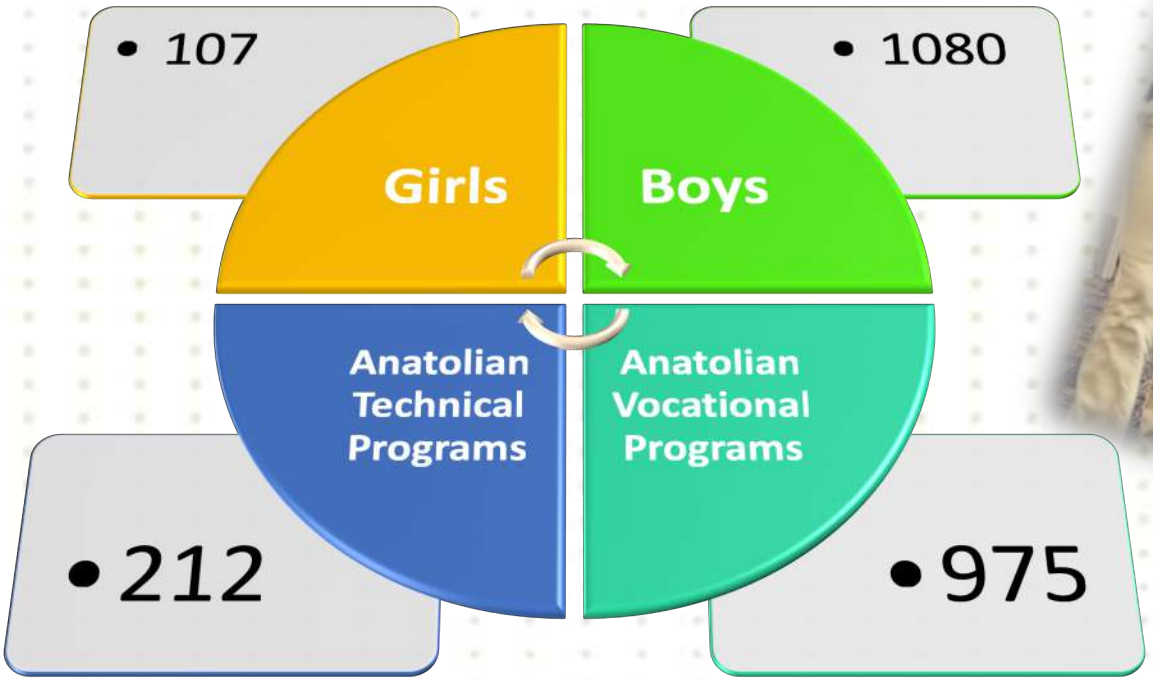 • 107
• 1080
Girls
Boys
Anatolian
Technical
Programs
Anatolian
Vocational
Programs
• 212
• 975